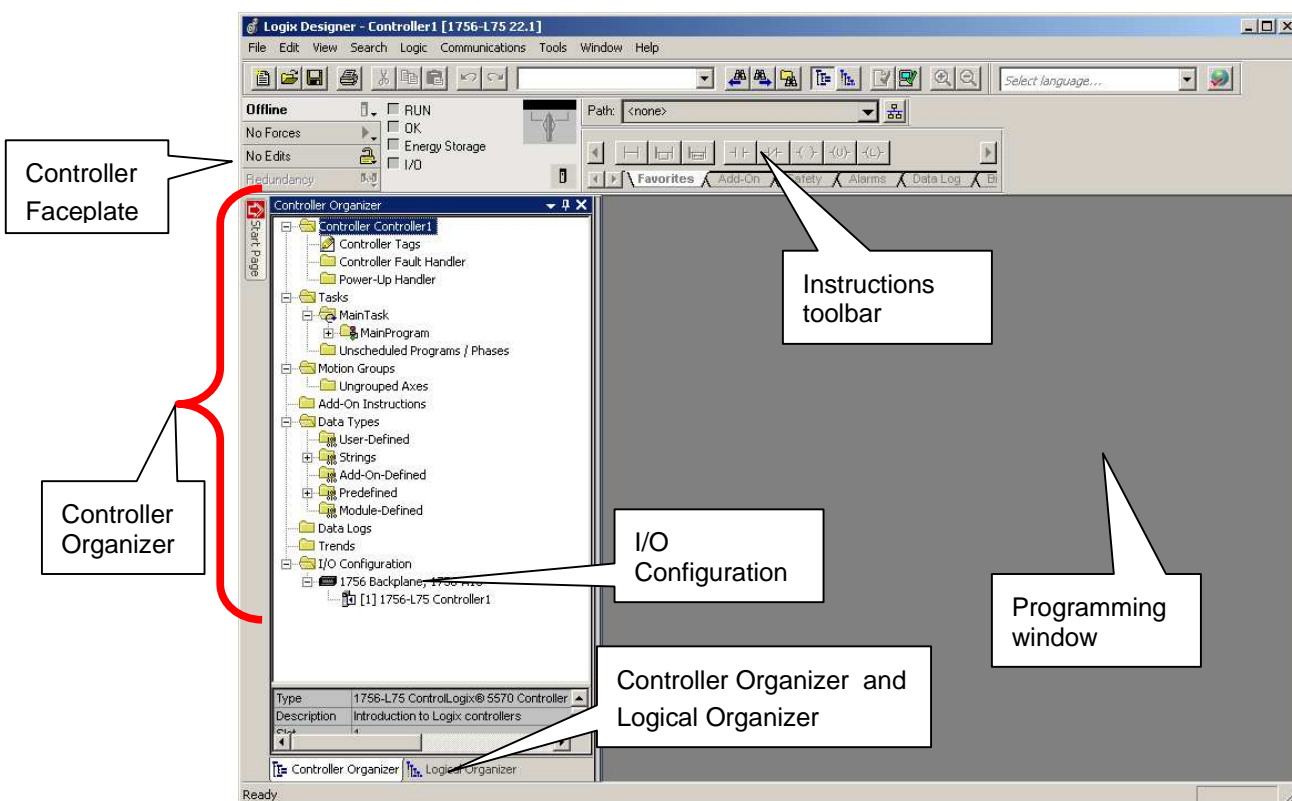 Logix Designer - Controller1 [1756-L75 22.1]
File Edit View Search Logic Communications Tools Window Help
Select language...
Offline
RUN
Path: <none>
No Forces
OK
No Edits
Energy Storage
I/O
Redundancy
Favorites Add-On Safety Alarms Data Log
Controller
Faceplate
Start Page
Controller Organizer
Controller Controller1
Controller Tags
Controller Fault Handler
Power-Up Handler
Tasks
MainTask
MainProgram
Unscheduled Programs / Phases
Motion Groups
Ungrouped Axes
Add-On Instructions
Data Types
User-Defined
Strings
Add-On-Defined
Predefined
Module-Defined
Data Logs
Trends
I/O Configuration
1756 Backplane,
[1] 1756-L75 Controller1
Instructions
toolbar
Controller
Organizer
I/O
Configuration
Programming
window
Controller Organizer and
Logical Organizer
Type 1756-L75 ControlLogix® 5570 Controller
Description Introduction to Logix controllers
Controller Organizer Logical Organizer
Ready